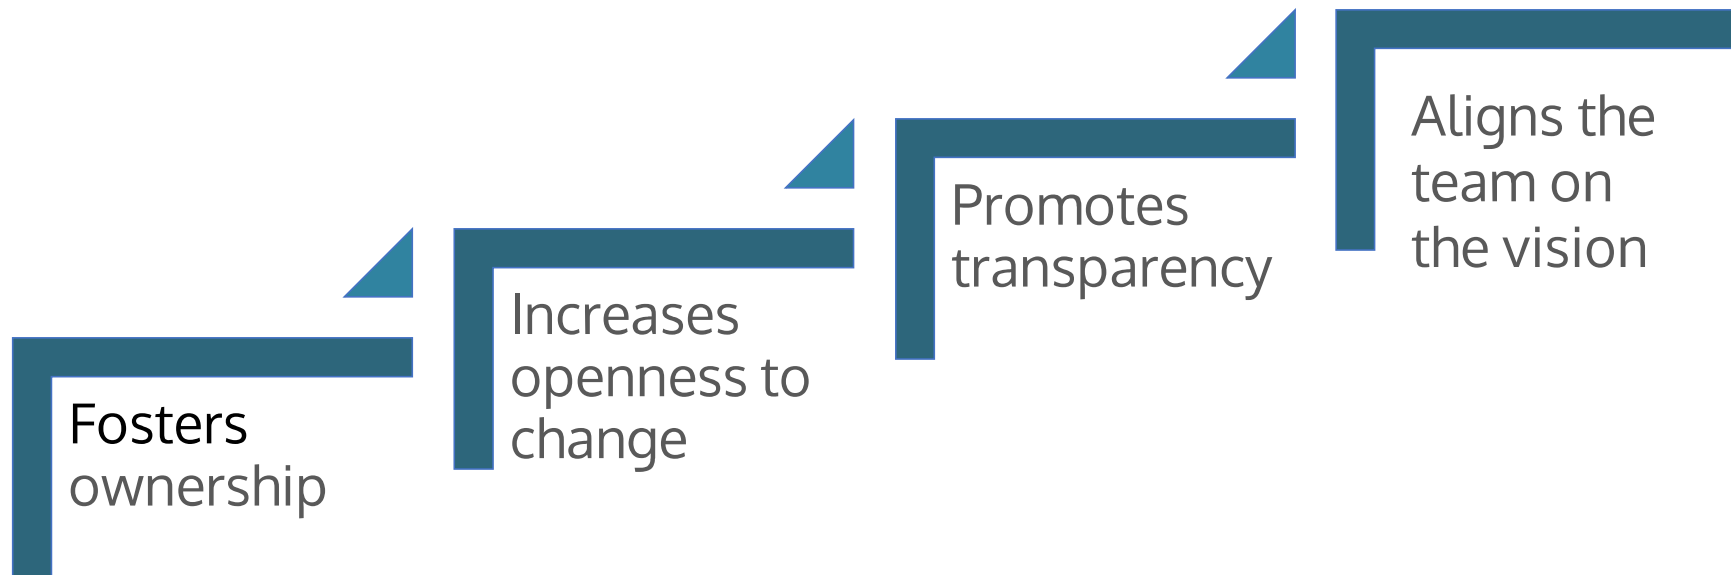 Fosters
ownership
Increases
openness to
change
Promotes
transparency
Aligns the
team on
the vision